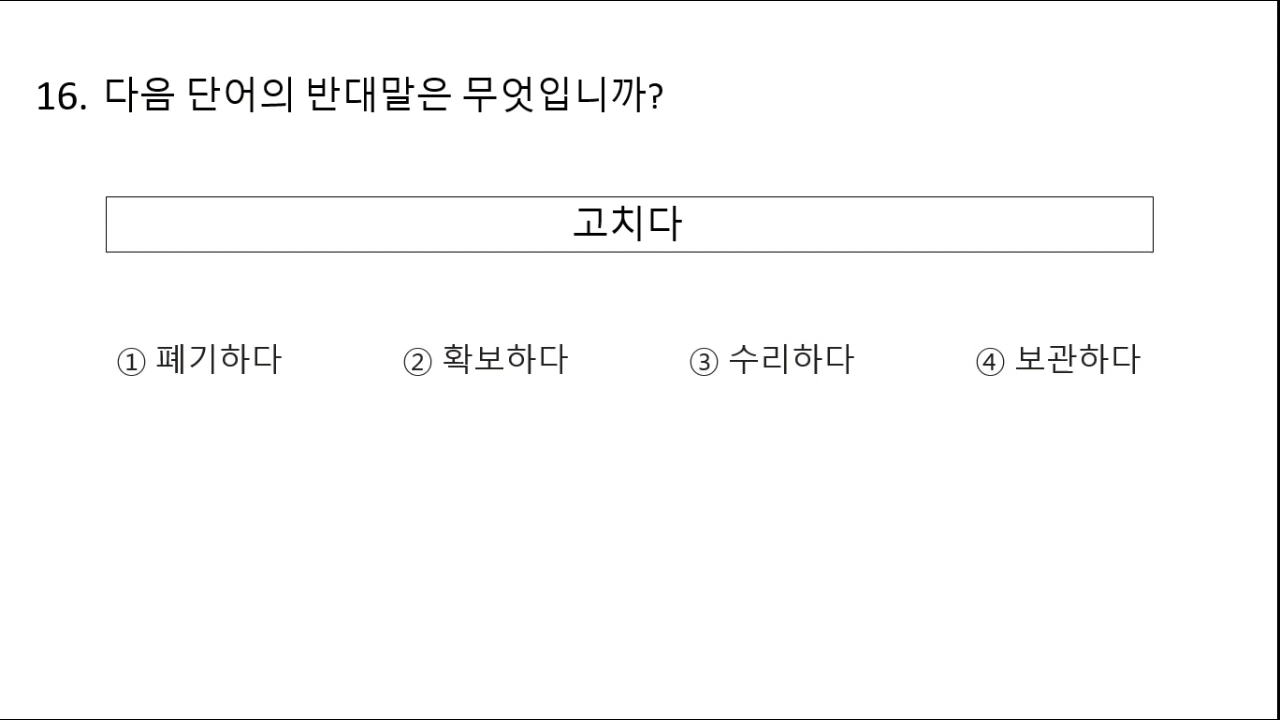 16. 다음 단어의 반대말은 무엇입니까?
고치다
① 폐기하다 ② 확보하다 ③ 수리하다 ④ 보관하다